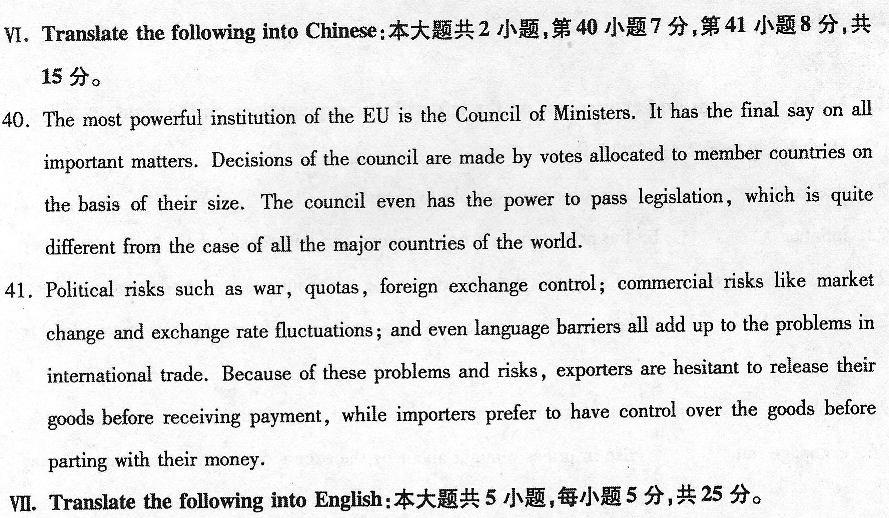 Ⅵ. Translate the following into Chinese:本大题共2小题,第40小题7分,第41小题8分,共
15分。
40. The most powerful institution of the EU is the Council of Ministers. It has the final say on all
important matters. Decisions of the council are made by votes allocated to member countries on
the basis of their size. The council even has the power to pass legislation, which is quite
different from the case of all the major countries of the world.
41. Political risks such as war, quotas, foreign exchange control; commercial risks like market
change and exchange rate fluctuations; and even language barriers all add up to the problems in
international trade. Because of these problems and risks, exporters are hesitant to release their
goods before receiving payment, while importers prefer to have control over the goods before
parting with their money.
Ⅶ. Translate the following into English:本大题共5小题,每小题5分,共25分。